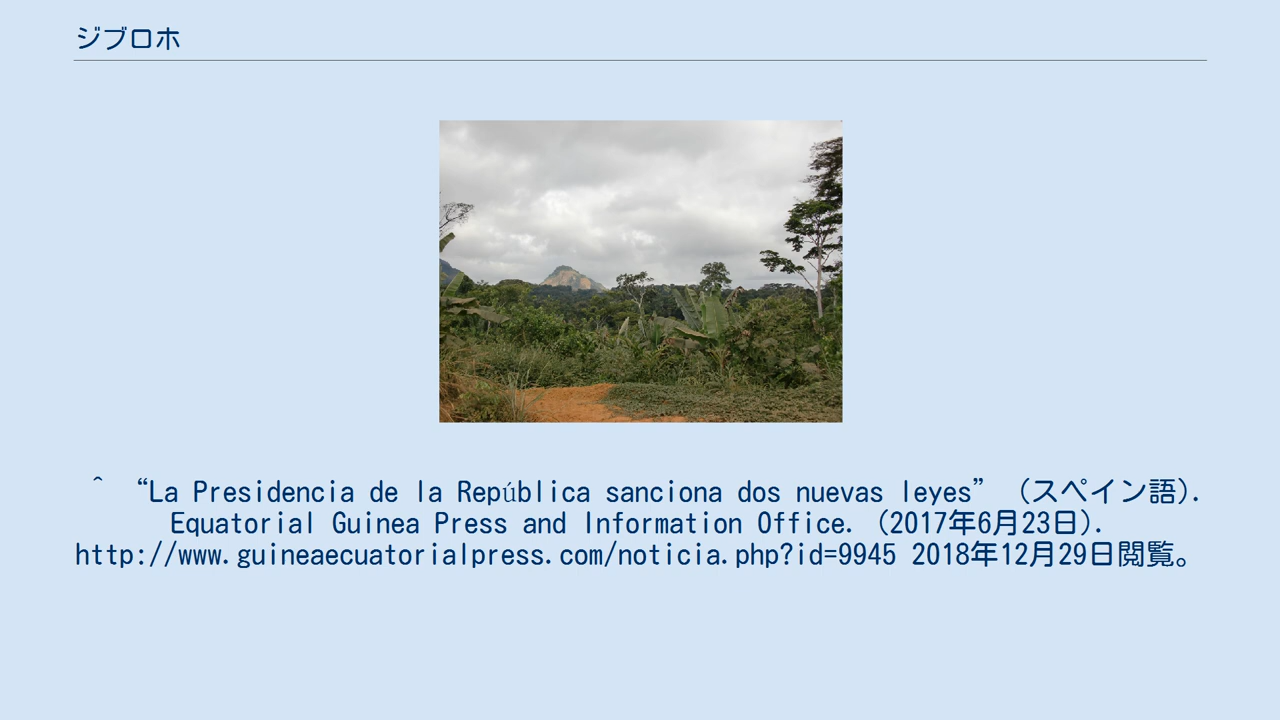 ジブロホ
^ “La Presidencia de la República sanciona dos nuevas leyes” (スペイン語).
Equatorial Guinea Press and Information Office. (2017年6月23日).
http://www.guineaecuatorialpress.com/noticia.php?id=9945 2018年12月29日閲覧。